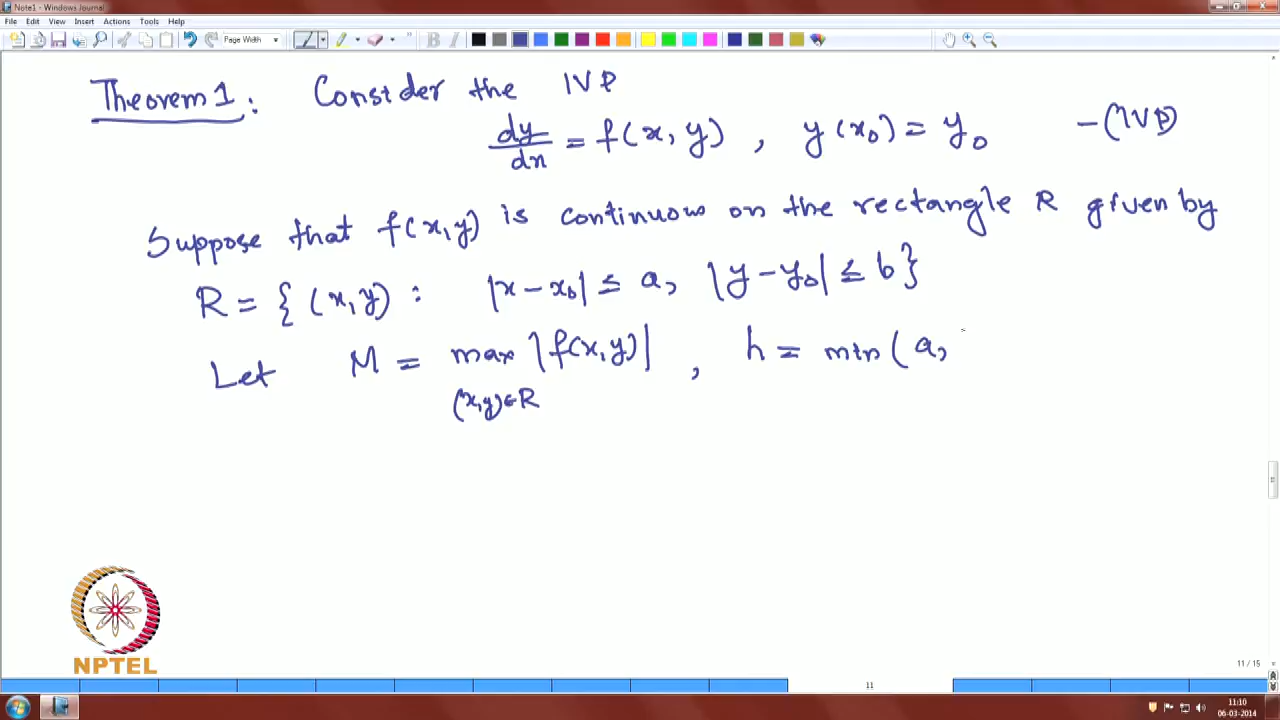 Note1 - Windows Journal
File Edit View Insert Actions Tools Help
Page Width
Theorem 1: Consider the IVP
dy/dx = f(x, y), y(x₀) = y₀ -(IVP)
Suppose that f(x,y) is continuous on the rectangle R given by
R = { (x,y) : |x - x₀| ≤ a, |y - y₀| ≤ b}
Let M = max |f(x,y)|, h = min (a,
(x,y)∈R
NPTEL
11 / 15
11
11:10
06-03-2014